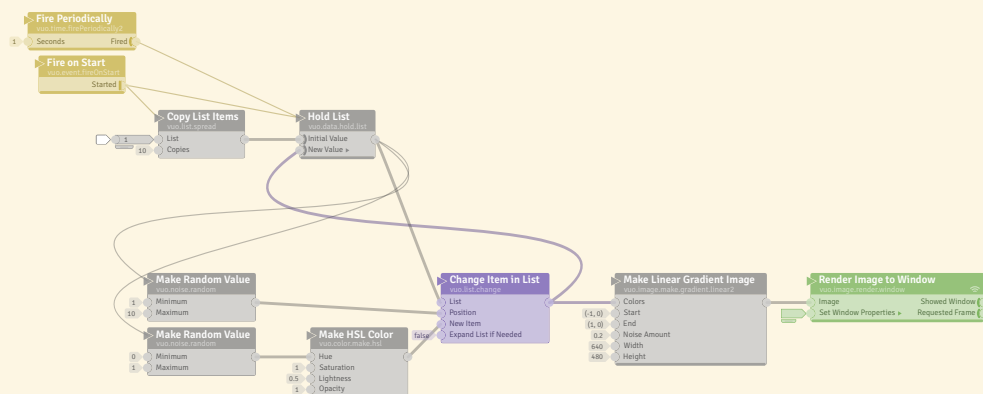 Fire Periodically
vuo.time.firePeriodically2
1 Seconds Fired
Fire on Start
vuo.event.fireOnStart
Started
Copy List Items
vuo.list.spread
1 List
10 Copies
Hold List
vuo.data.hold.list
Initial Value
New Value ▸
Make Random Value
vuo.noise.random
1 Minimum
10 Maximum
Make Random Value
vuo.noise.random
0 Minimum
1 Maximum
Make HSL Color
vuo.color.make.hsl
Hue
1 Saturation
0.5 Lightness
1 Opacity
Change Item in List
vuo.list.change
List
Position
New Item
false Expand List if Needed
Make Linear Gradient Image
vuo.image.make.gradient.linear2
Colors
(-1, 0) Start
(1, 0) End
0.2 Noise Amount
640 Width
480 Height
Render Image to Window
vuo.image.render.window
Image Showed Window
Set Window Properties ▸ Requested Frame